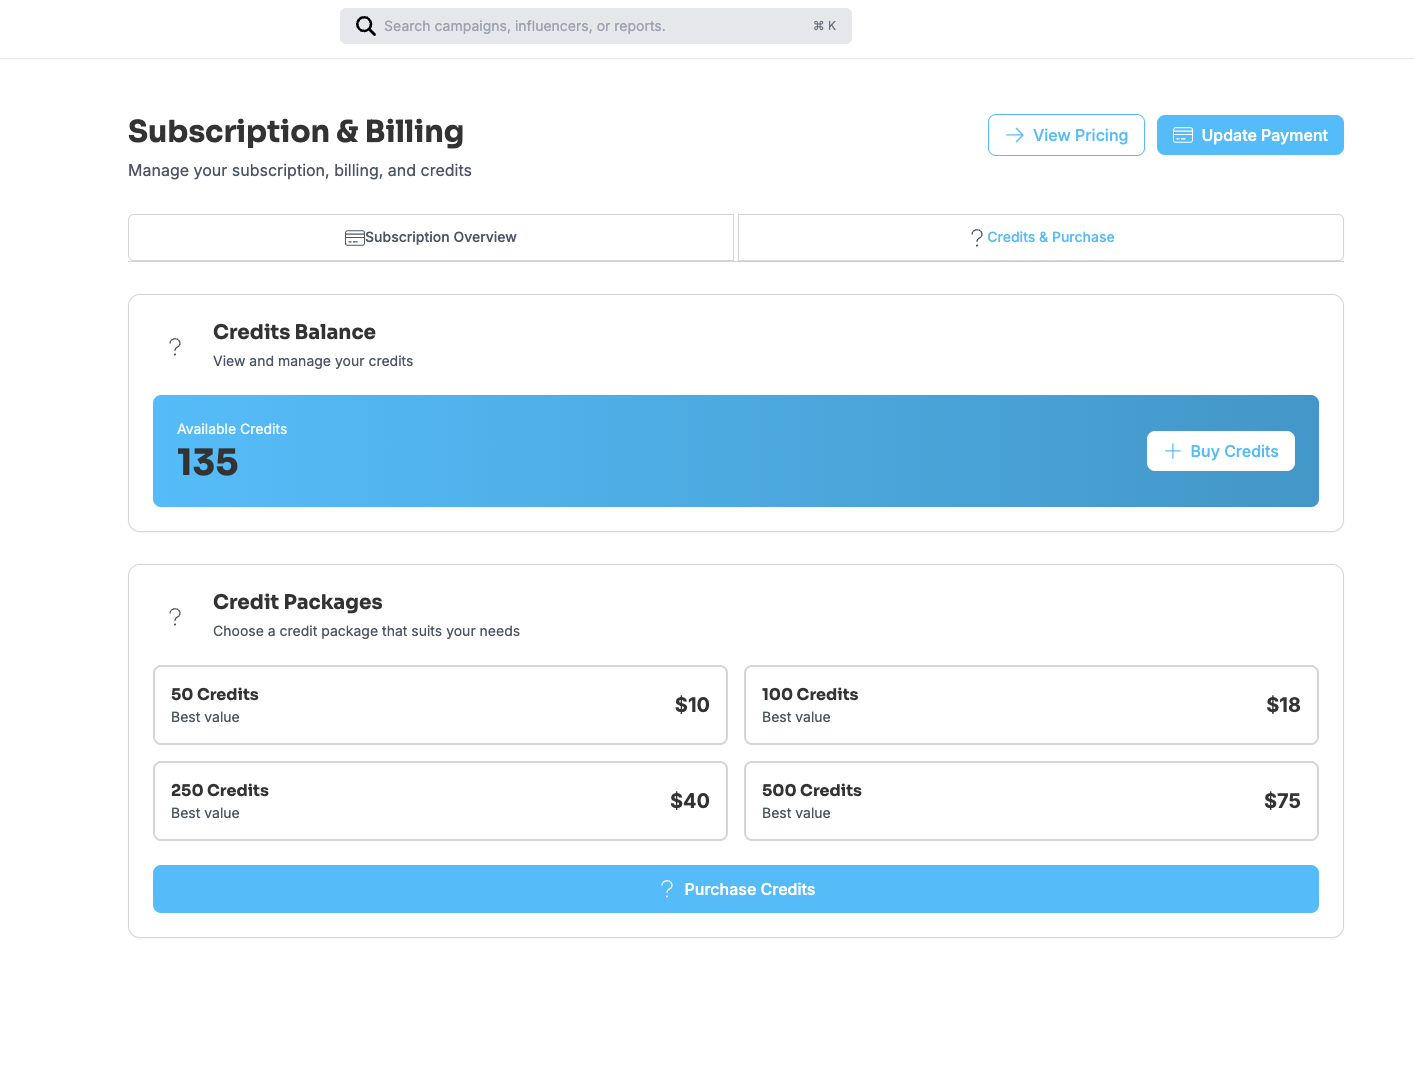 Search campaigns, influencers, or reports.
⌘ K
Subscription & Billing
Manage your subscription, billing, and credits
View Pricing
Update Payment
Subscription Overview
? Credits & Purchase
?
Credits Balance
View and manage your credits
Available Credits
135
Buy Credits
?
Credit Packages
Choose a credit package that suits your needs
50 Credits
Best value
$10
100 Credits
Best value
$18
250 Credits
Best value
$40
500 Credits
Best value
$75
? Purchase Credits